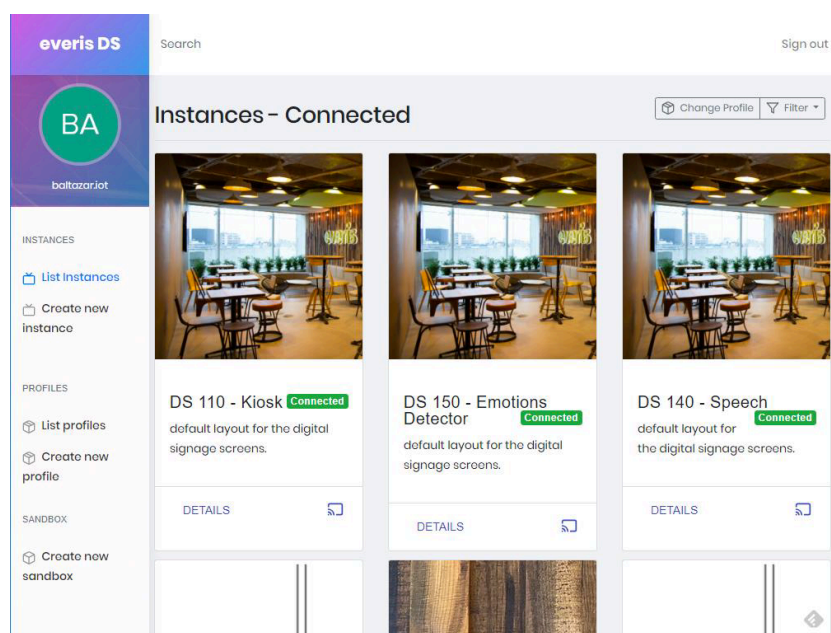 everis DS
Search
Sign out
BA
baltazar.iot
Instances - Connected
Change Profile
Filter
INSTANCES
List Instances
Create new
instance
PROFILES
List profiles
Create new
profile
SANDBOX
Create new
sandbox
everis
everis
everis
DS 110 - Kiosk Connected
default layout for the digital
signage screens.
DETAILS
DS 150 - Emotions
Detector Connected
default layout for the digital
signage screens.
DETAILS
DS 140 - Speech
Connected
default layout for
the digital signage screens.
DETAILS